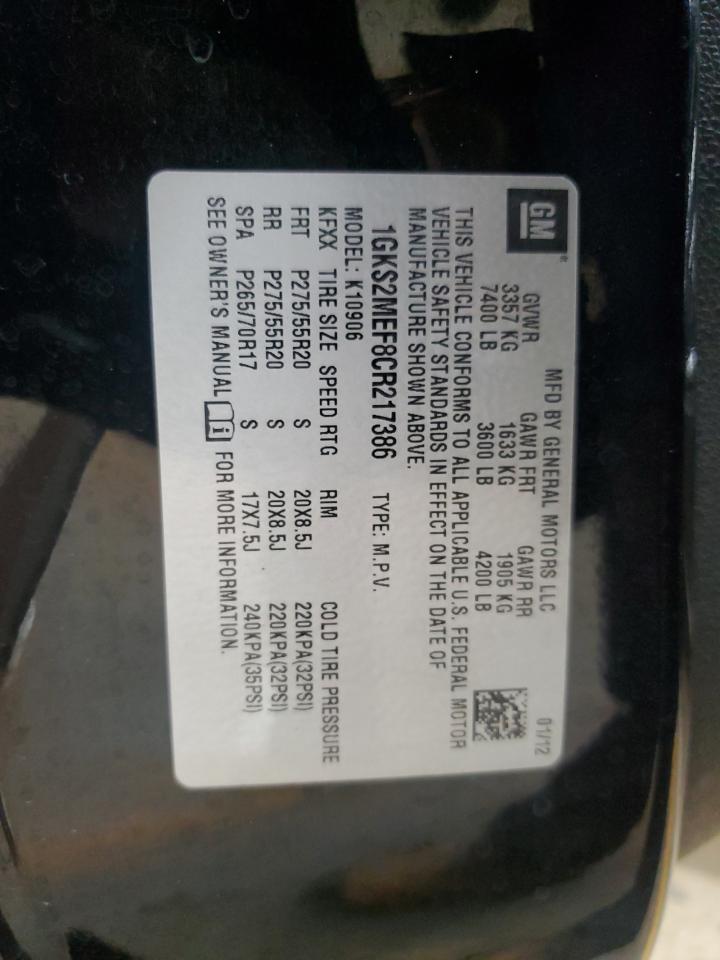 GM
®
MFD BY GENERAL MOTORS LLC 01/12
GVWR GAWR FRT GAWR RR
3357 KG 1633 KG 1905 KG
7400 LB 3600 LB 4200 LB
THIS VEHICLE CONFORMS TO ALL APPLICABLE U.S. FEDERAL MOTOR
VEHICLE SAFETY STANDARDS IN EFFECT ON THE DATE OF
MANUFACTURE SHOWN ABOVE.
1GKS2MEF8CR217386 TYPE: M.P.V.
MODEL: K10906
KFXX TIRE SIZE SPEED RTG RIM COLD TIRE PRESSURE
FRT P275/55R20 S 20X8.5J 220KPA(32PSI)
RR P275/55R20 S 20X8.5J 220KPA(32PSI)
SPA P265/70R17 S 17X7.5J 240KPA(35PSI)
SEE OWNER'S MANUAL i FOR MORE INFORMATION.